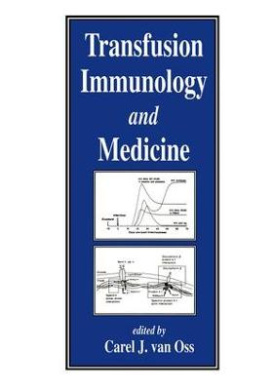 Transfusion
Immunology
and
Medicine
edited by
Carel J. van Oss